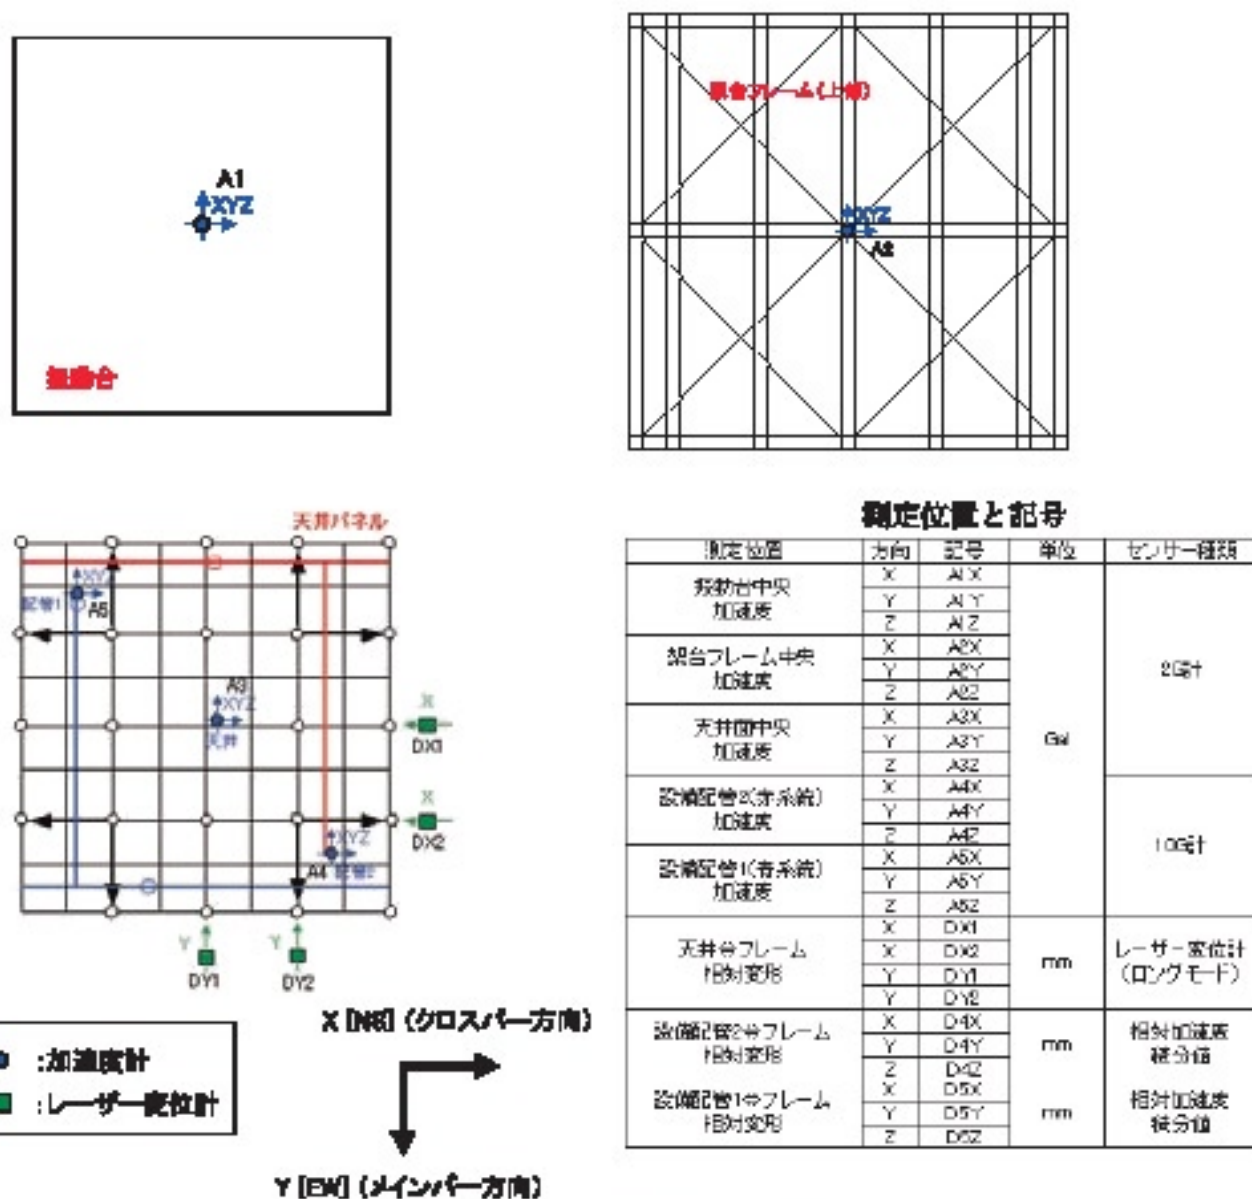 A1
XYZ
振動台
架台フレーム(上部)
XYZ
A2
天井パネル
XYZ
配管1
A5
A3
XYZ
天井
X
DX1
X
DX2
XYZ
A4 配管2
Y
DY1
Y
DY2
:加速度計
:レーザー変位計
X [NS] (クロスバー方向)
Y [EW] (メインバー方向)
測定位置と記号
測定位置 方向 記号 単位 センサー種類
振動台中央
加速度
X A1X
Y A1Y
Z A1Z
架台フレーム中央
加速度
X A2X
Y A2Y
Z A2Z
天井面中央
加速度
X A3X
Y A3Y
Z A3Z
2G計
Gal
設備配管2(赤系統)
加速度
X A4X
Y A4Y
Z A4Z
設備配管1(青系統)
加速度
X A5X
Y A5Y
Z A5Z
10G計
天井⇔フレーム
相対変形
X DX1
X DX2
Y DY1
Y DY2
mm
レーザー変位計
(ロングモード)
設備配管2⇔フレーム
相対変形
X D4X
Y D4Y
Z D4Z
mm
相対加速度
積分値
設備配管1⇔フレーム
相対変形
X D5X
Y D5Y
Z D5Z
mm
相対加速度
積分値